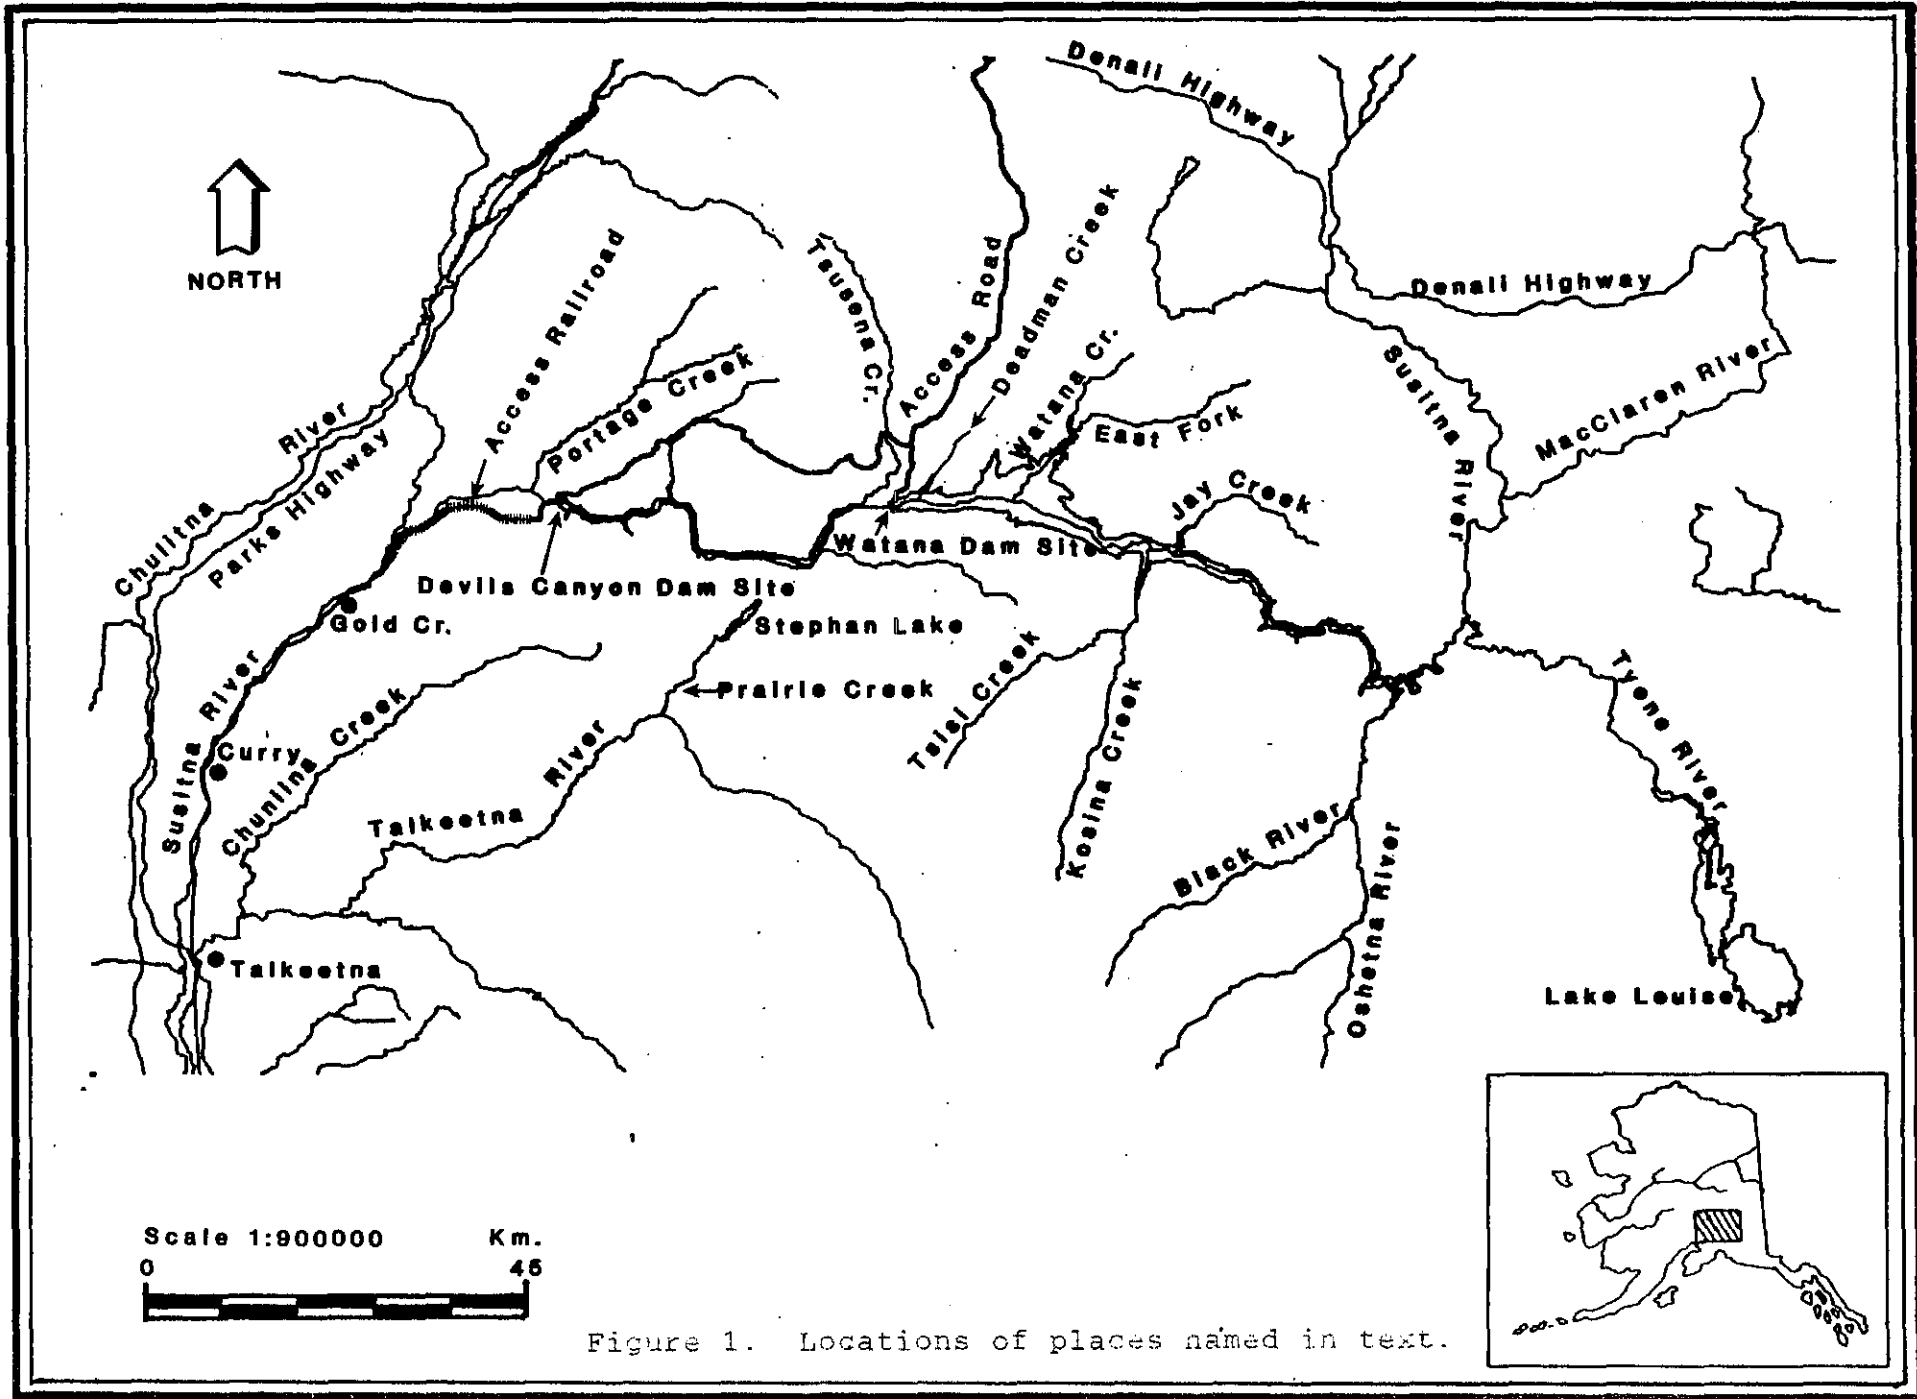 Denali Highway
NORTH
Access Railroad
Tsusena Cr.
Access Road
Deadman Creek
Denali Highway
Portage Creek
Watana Cr.
East Fork
Susitna River
MacClaren River
Chulitna River
Parks Highway
Jay Creek
Watana Dam Site
Devils Canyon Dam Site
Gold Cr.
Stephan Lake
Prairie Creek
Tsisi Creek
Kosina Creek
Tyone River
Susitna River
Curry
Chunlina Creek
Talkeetna River
Black River
Oshetna River
Talkeetna
Lake Louise
Scale 1:900000 Km.
0 45
Figure 1. Locations of places named in text.